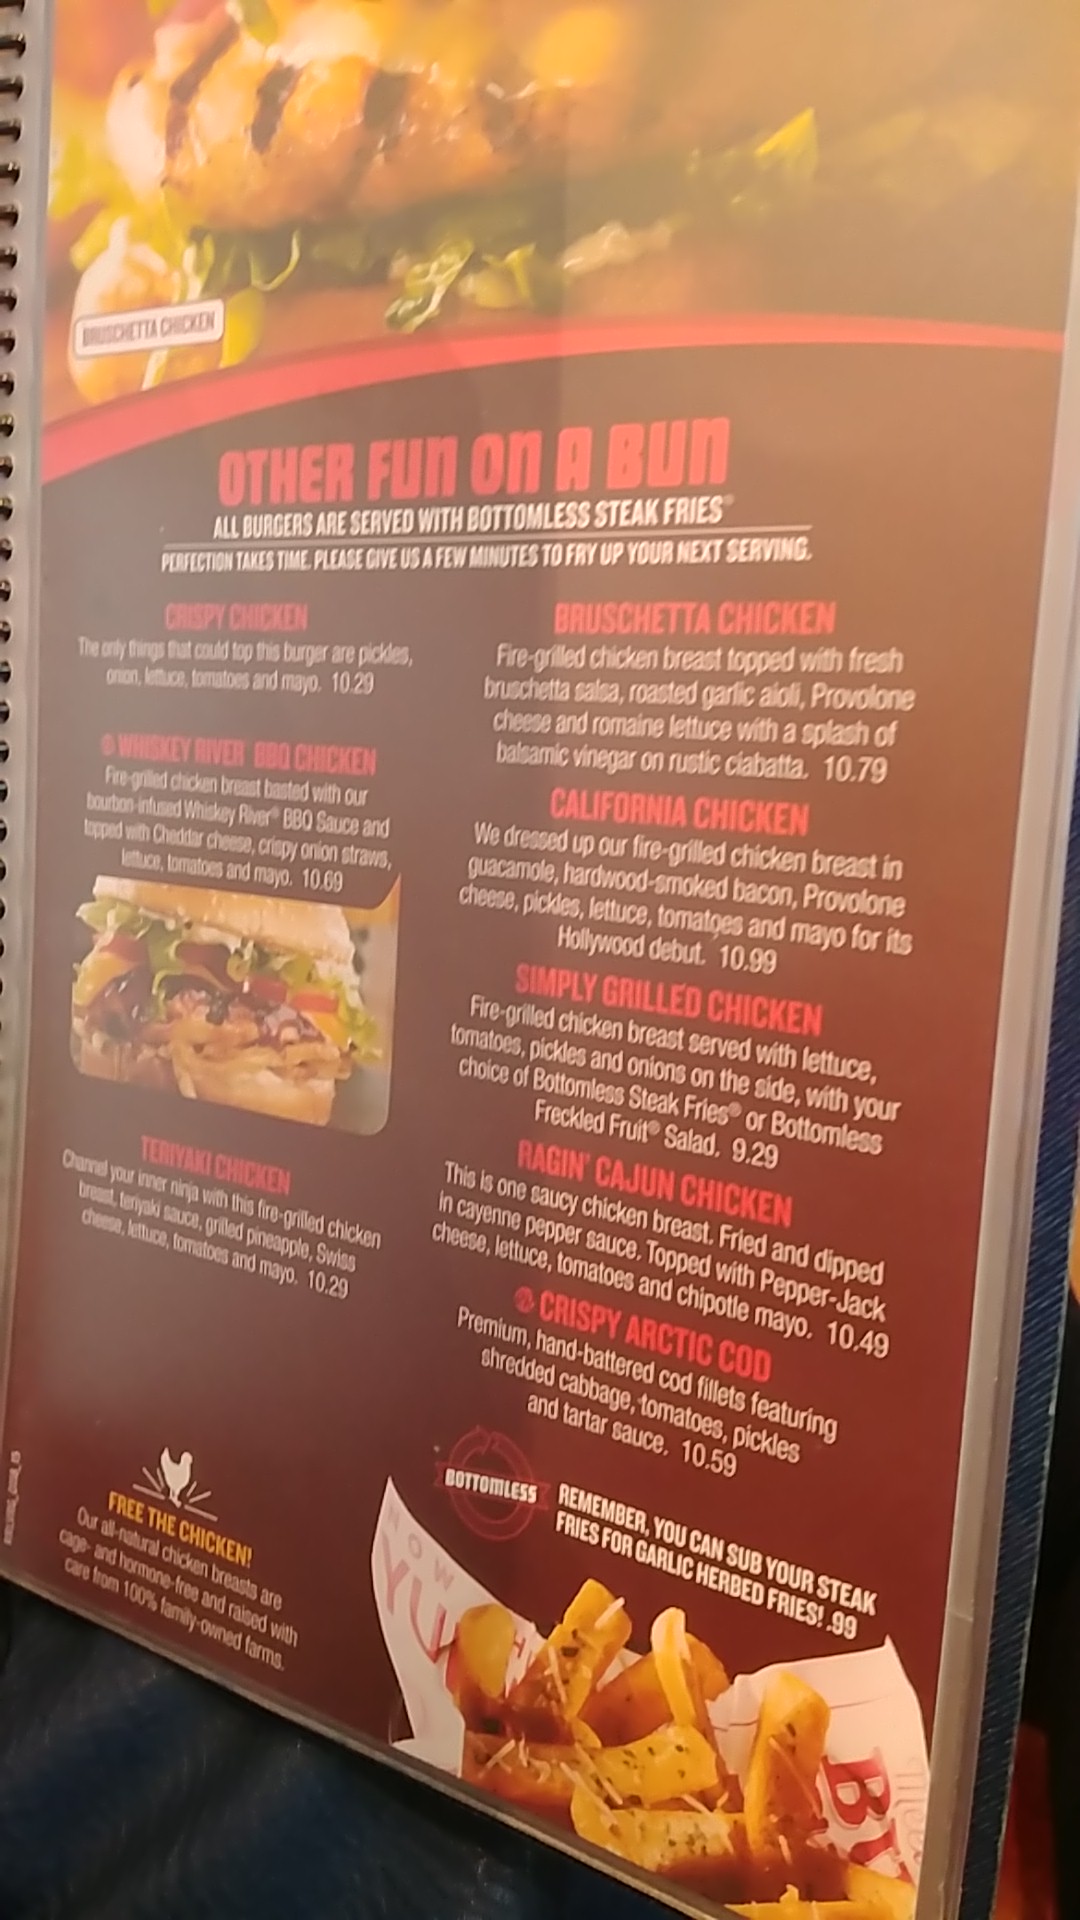 BRUSCHETTA CHICKEN
OTHER FUN ON A BUN
ALL BURGERS ARE SERVED WITH BOTTOMLESS STEAK FRIES®
PERFECTION TAKES TIME. PLEASE GIVE US A FEW MINUTES TO FRY UP YOUR NEXT SERVING.
CRISPY CHICKEN
The only things that could top this burger are pickles,
onion, lettuce, tomatoes and mayo. 10.29
WHISKEY RIVER® BBQ CHICKEN
Fire-grilled chicken breast basted with our
bourbon-infused Whiskey River® BBQ Sauce and
topped with Cheddar cheese, crispy onion straws,
lettuce, tomatoes and mayo. 10.69
TERIYAKI CHICKEN
Channel your inner ninja with this fire-grilled chicken
breast, teriyaki sauce, grilled pineapple, Swiss
cheese, lettuce, tomatoes and mayo. 10.29
FREE THE CHICKEN!
Our all-natural chicken breasts are
cage- and hormone-free and raised with
care from 100% family-owned farms.
BRUSCHETTA CHICKEN
Fire-grilled chicken breast topped with fresh
bruschetta salsa, roasted garlic aioli, Provolone
cheese and romaine lettuce with a splash of
balsamic vinegar on rustic ciabatta. 10.79
CALIFORNIA CHICKEN
We dressed up our fire-grilled chicken breast in
guacamole, hardwood-smoked bacon, Provolone
cheese, pickles, lettuce, tomatoes and mayo for its
Hollywood debut. 10.99
SIMPLY GRILLED CHICKEN
Fire-grilled chicken breast served with lettuce,
tomatoes, pickles and onions on the side, with your
choice of Bottomless Steak Fries® or Bottomless
Freckled Fruit® Salad. 9.29
RAGIN' CAJUN CHICKEN
This is one saucy chicken breast. Fried and dipped
in cayenne pepper sauce. Topped with Pepper-Jack
cheese, lettuce, tomatoes and chipotle mayo. 10.49
CRISPY ARCTIC COD
Premium, hand-battered cod fillets featuring
shredded cabbage, tomatoes, pickles
and tartar sauce. 10.59
BOTTOMLESS
REMEMBER, YOU CAN SUB YOUR STEAK
FRIES FOR GARLIC HERBED FRIES! .99